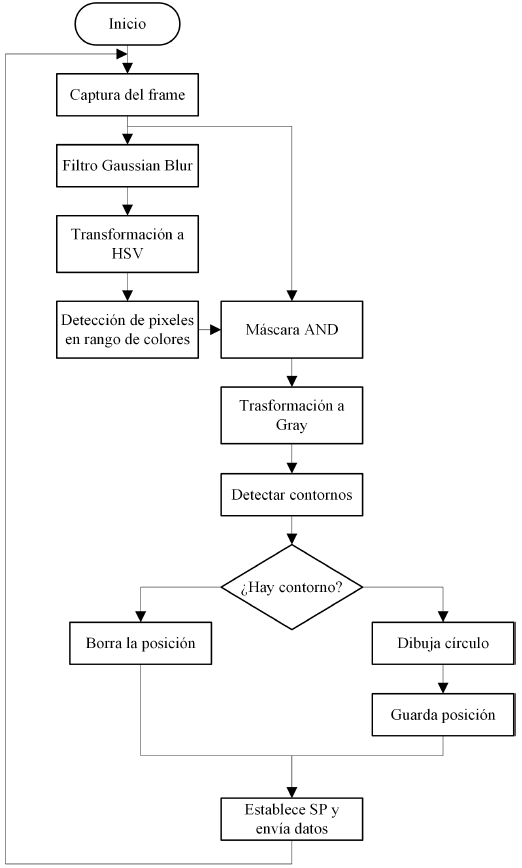 Inicio
Captura del frame
Filtro Gaussian Blur
Transformación a
HSV
Detección de pixeles
en rango de colores
Máscara AND
Trasformación a
Gray
Detectar contornos
¿Hay contorno?
Borra la posición
Dibuja círculo
Guarda posición
Establece SP y
envía datos